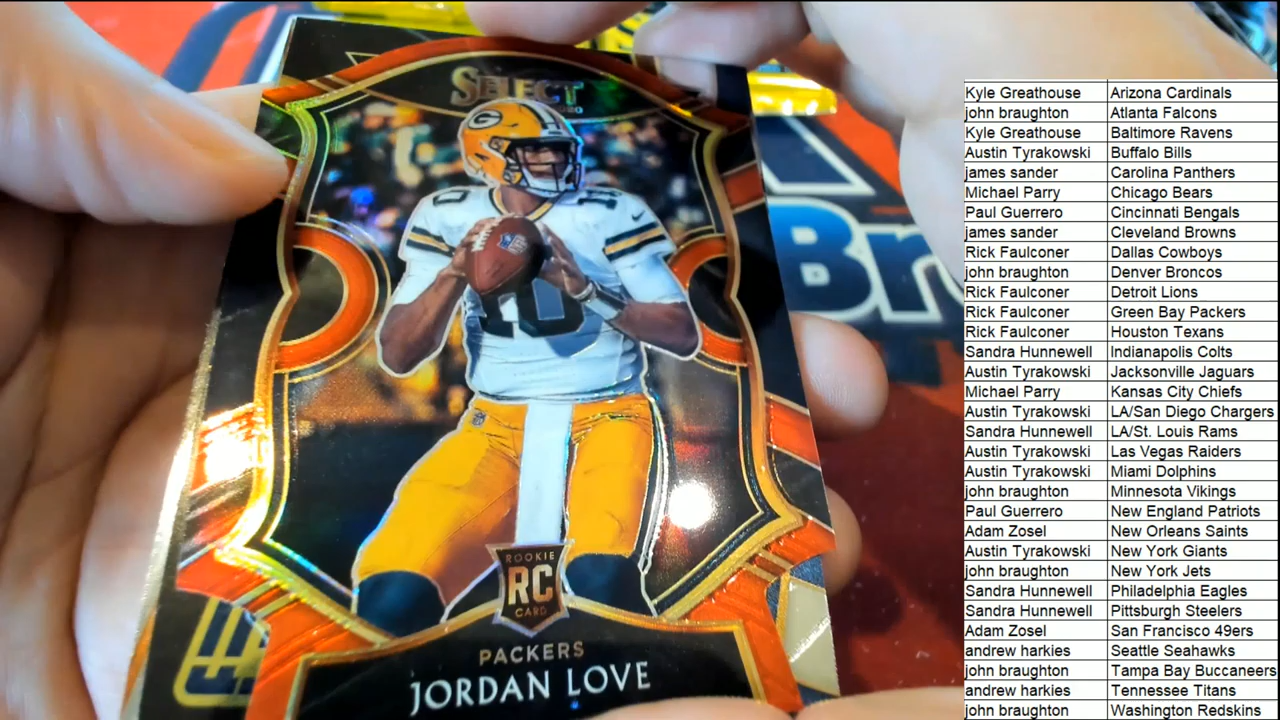 SELECT
2020
G
10
10
ROOKIE
RC
CARD
PACKERS
JORDAN LOVE
Br
Kyle Greathouse Arizona Cardinals
john braughton Atlanta Falcons
Kyle Greathouse Baltimore Ravens
Austin Tyrakowski Buffalo Bills
james sander Carolina Panthers
Michael Parry Chicago Bears
Paul Guerrero Cincinnati Bengals
james sander Cleveland Browns
Rick Faulconer Dallas Cowboys
john braughton Denver Broncos
Rick Faulconer Detroit Lions
Rick Faulconer Green Bay Packers
Rick Faulconer Houston Texans
Sandra Hunnewell Indianapolis Colts
Austin Tyrakowski Jacksonville Jaguars
Michael Parry Kansas City Chiefs
Austin Tyrakowski LA/San Diego Chargers
Sandra Hunnewell LA/St. Louis Rams
Austin Tyrakowski Las Vegas Raiders
Austin Tyrakowski Miami Dolphins
john braughton Minnesota Vikings
Paul Guerrero New England Patriots
Adam Zosel New Orleans Saints
Austin Tyrakowski New York Giants
john braughton New York Jets
Sandra Hunnewell Philadelphia Eagles
Sandra Hunnewell Pittsburgh Steelers
Adam Zosel San Francisco 49ers
andrew harkies Seattle Seahawks
john braughton Tampa Bay Buccaneers
andrew harkies Tennessee Titans
john braughton Washington Redskins